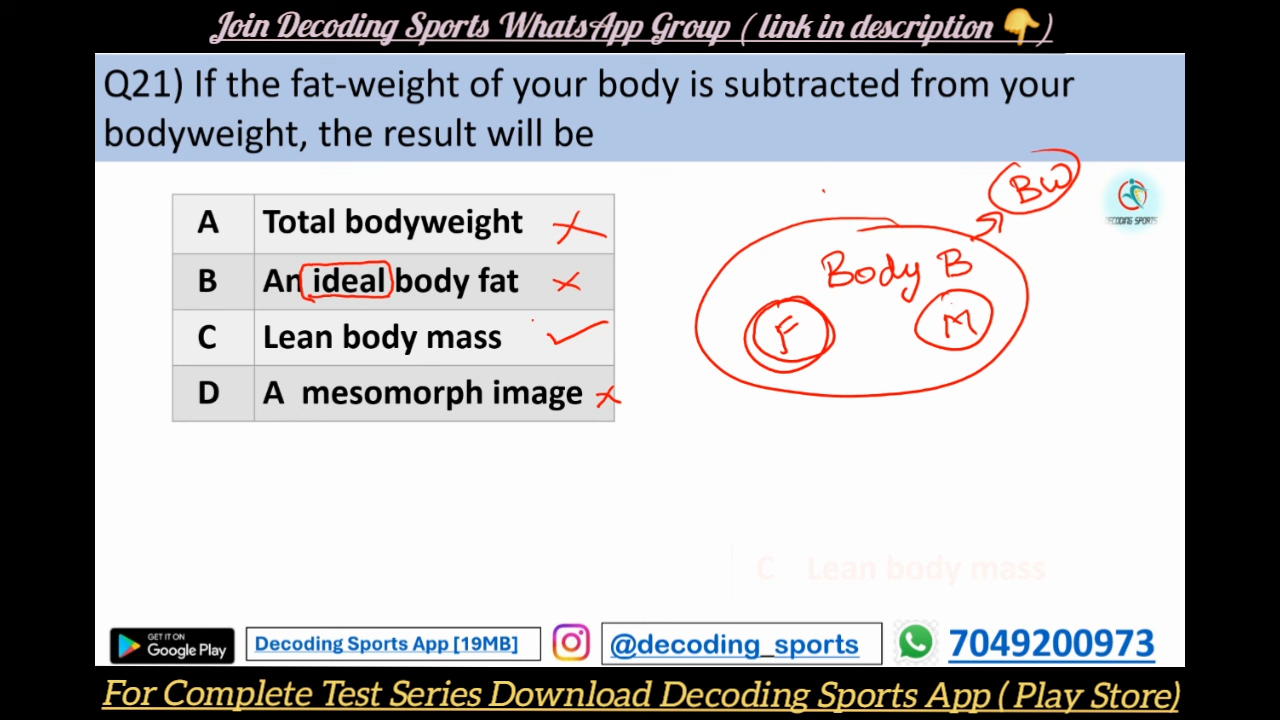 Join Decoding Sports WhatsApp Group ( link in description 👇)
Q21) If the fat-weight of your body is subtracted from your
bodyweight, the result will be
A Total bodyweight
B An ideal body fat
C Lean body mass
D A mesomorph image
BW
Body B
F
M
DECODING SPORTS
C Lean body mass
GET IT ON
Google Play
Decoding Sports App [19MB]
@decoding_sports
7049200973
For Complete Test Series Download Decoding Sports App ( Play Store)